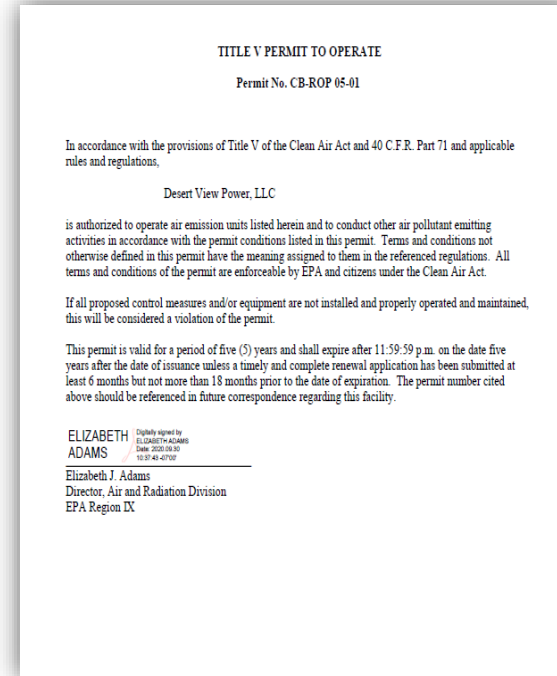 TITLE V PERMIT TO OPERATE
Permit No. CB-ROP 05-01
In accordance with the provisions of Title V of the Clean Air Act and 40 C.F.R. Part 71 and applicable
rules and regulations,
Desert View Power, LLC
is authorized to operate air emission units listed herein and to conduct other air pollutant emitting
activities in accordance with the permit conditions listed in this permit. Terms and conditions not
otherwise defined in this permit have the meaning assigned to them in the referenced regulations. All
terms and conditions of the permit are enforceable by EPA and citizens under the Clean Air Act.
If all proposed control measures and/or equipment are not installed and properly operated and maintained,
this will be considered a violation of the permit.
This permit is valid for a period of five (5) years and shall expire after 11:59:59 p.m. on the date five
years after the date of issuance unless a timely and complete renewal application has been submitted at
least 6 months but not more than 18 months prior to the date of expiration. The permit number cited
above should be referenced in future correspondence regarding this facility.
ELIZABETH
ADAMS
Digitally signed by
ELIZABETH ADAMS
Date: 2020.09.30
10:37:43 -07'00'
Elizabeth J. Adams
Director, Air and Radiation Division
EPA Region IX